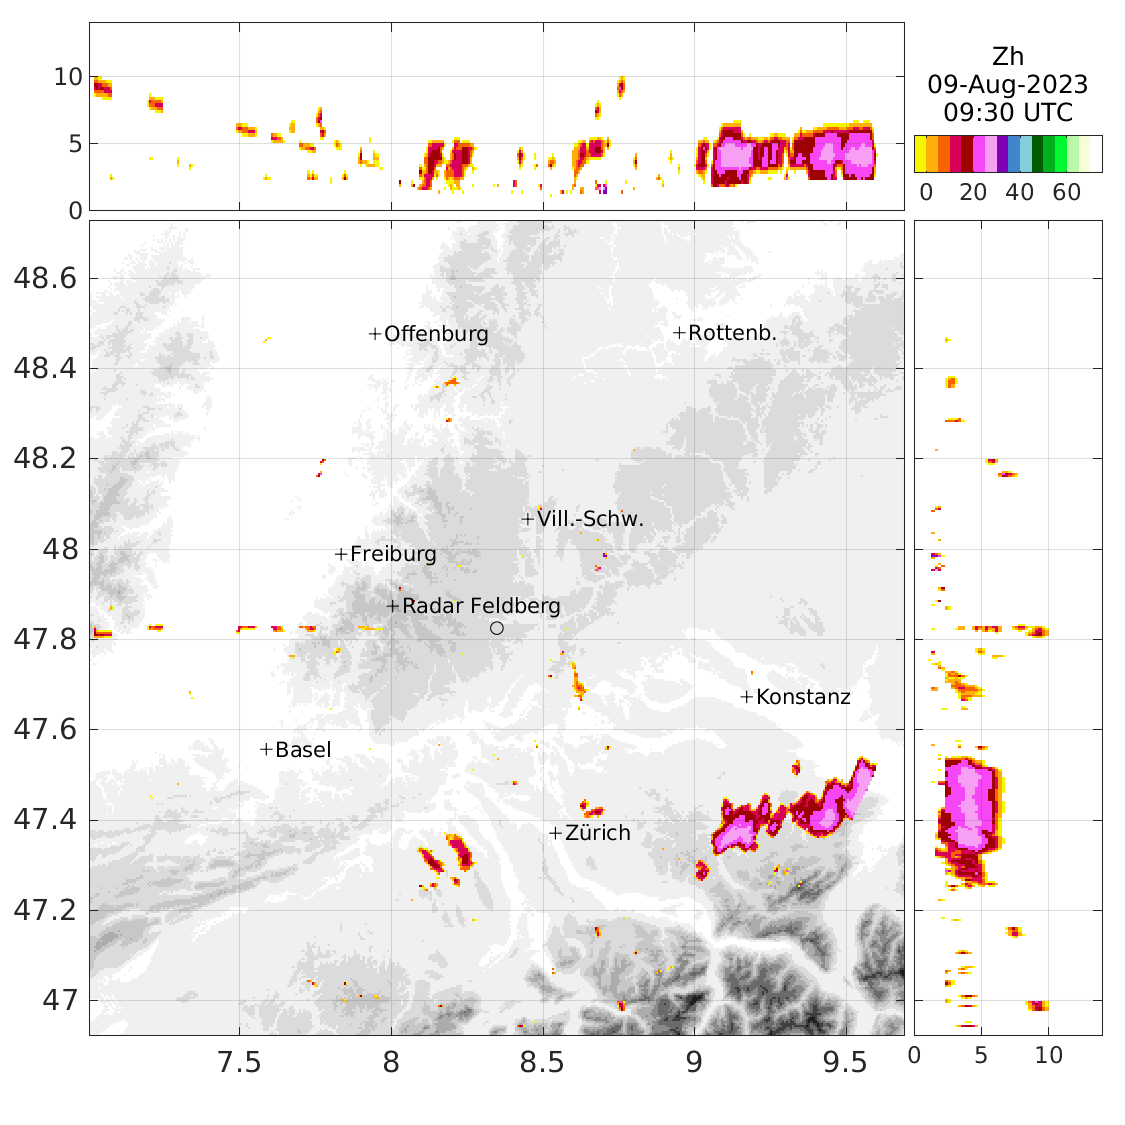 10
5
0
Zh
09-Aug-2023
09:30 UTC
0 20 40 60
48.6
48.4
48.2
48
47.8
47.6
47.4
47.2
47
Offenburg
Rottenb.
Vill.-Schw.
Freiburg
Radar Feldberg
Konstanz
Basel
Zürich
7.5 8 8.5 9 9.5
0 5 10